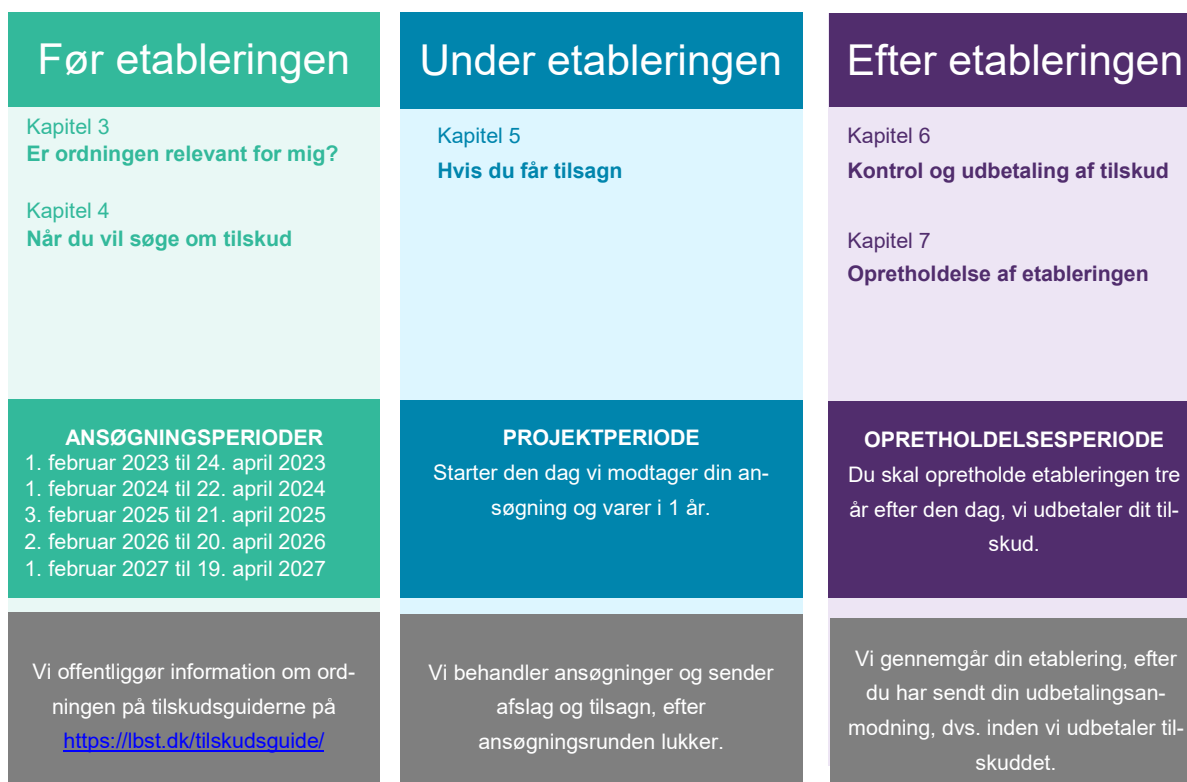 Før etableringen
Kapitel 3
Er ordningen relevant for mig?
Kapitel 4
Når du vil søge om tilskud
ANSØGNINGSPERIODER
1. februar 2023 til 24. april 2023
1. februar 2024 til 22. april 2024
3. februar 2025 til 21. april 2025
2. februar 2026 til 20. april 2026
1. februar 2027 til 19. april 2027
Vi offentliggør information om ord-
ningen på tilskudsguiderne på
https://lbst.dk/tilskudsguide/
Under etableringen
Kapitel 5
Hvis du får tilsagn
PROJEKTPERIODE
Starter den dag vi modtager din an-
søgning og varer i 1 år.
Vi behandler ansøgninger og sender
afslag og tilsagn, efter
ansøgningsrunden lukker.
Efter etableringen
Kapitel 6
Kontrol og udbetaling af tilskud
Kapitel 7
Opretholdelse af etableringen
OPRETHOLDELSESPERIODE
Du skal opretholde etableringen tre
år efter den dag, vi udbetaler dit til-
skud.
Vi gennemgår din etablering, efter
du har sendt din udbetalingsan-
modning, dvs. inden vi udbetaler til-
skuddet.